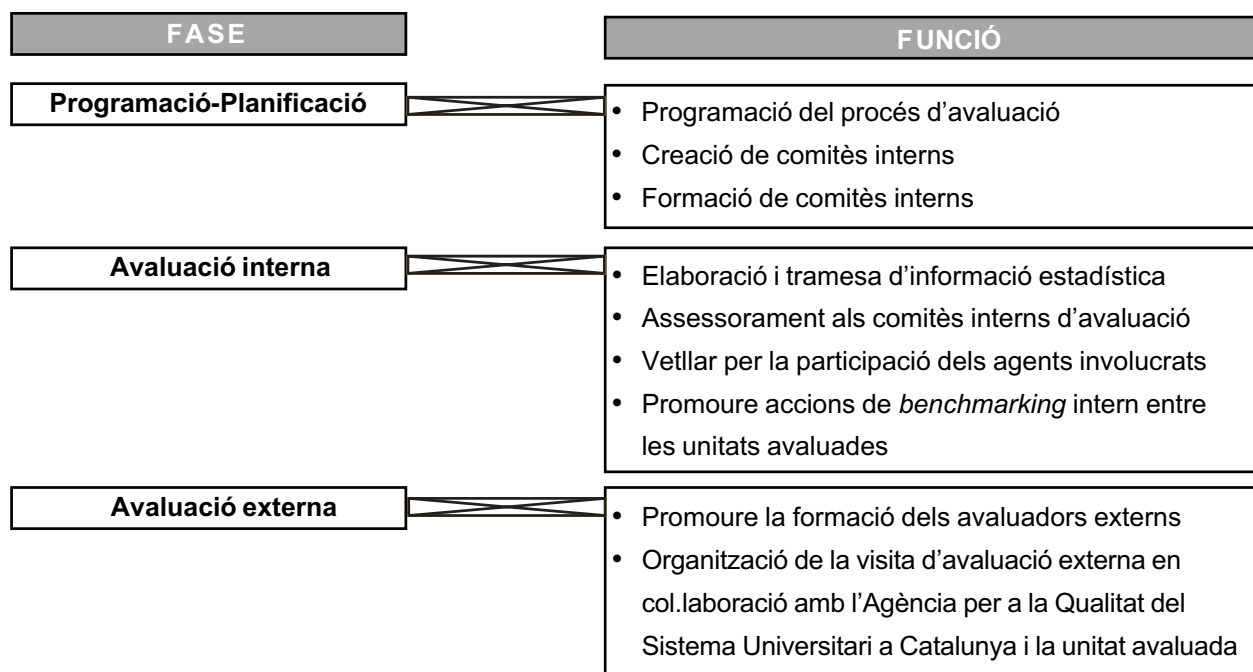 FASE
FUNCIÓ
Programació-Planificació
• Programació del procés d’avaluació
• Creació de comitès interns
• Formació de comitès interns
Avaluació interna
• Elaboració i tramesa d’informació estadística
• Assessorament als comitès interns d’avaluació
• Vetllar per la participació dels agents involucrats
• Promoure accions de benchmarking intern entre
les unitats avaluades
Avaluació externa
• Promoure la formació dels avaluadors externs
• Organització de la visita d’avaluació externa en
col.laboració amb l’Agència per a la Qualitat del
Sistema Universitari a Catalunya i la unitat avaluada